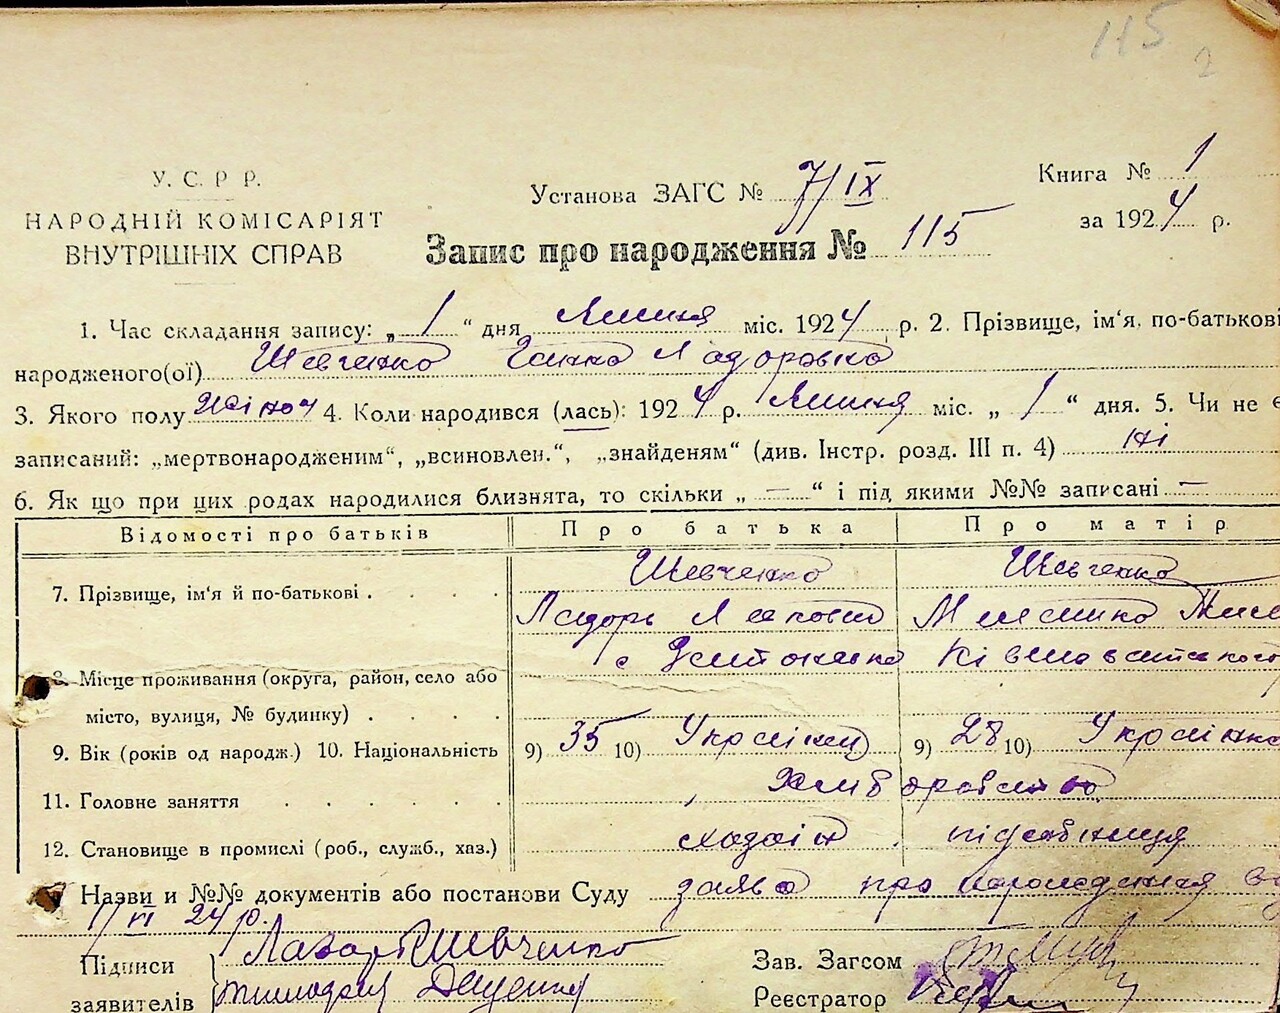 115
2
У. С. Р. Р.
НАРОДНІЙ КОМІСАРІЯТ
ВНУТРІШНІХ СПРАВ
Установа ЗАГС № 7/IX
Книга № 1
за 1924 р.
Запис про народження № 115
1. Час складання запису: „1“ дня Липня міс. 1924 р. 2. Прізвище, ім'я, по-батькові
народженого(ої) Шевченко
3. Якого полу жіноч 4. Коли народився (лась): 1924 р. Липня міс. „1“ дня. 5. Чи не є
записаний: „мертвонародженим“, „всиновлен.“, „знайденям“ (див. Інстр. розд. III п. 4) ні
6. Як що при цих родах народилися близнята, то скільки „—“ і під якими №№ записані —
Відомості про батьків Про батька Про матір
7. Прізвище, ім'я й по-батькові . . . . Шевченко Шевченко
8. Місце проживання (округа, район, село або
місто, вулиця, № будинку) . . . .
9. Вік (років од народж.) 10. Національність 9) 35 10) Українец 9) 28 10) Українка
11. Головне заняття . . . . . . Хліборобство
12. Становище в промислі (роб., служб., хаз.) хазаїн підсобниця
Назви и №№ документів або постанови Суду заява про народження
1/VI 24 р.
Підписи
заявителів
Шевченко
Зав. Загсом
Реєстратор